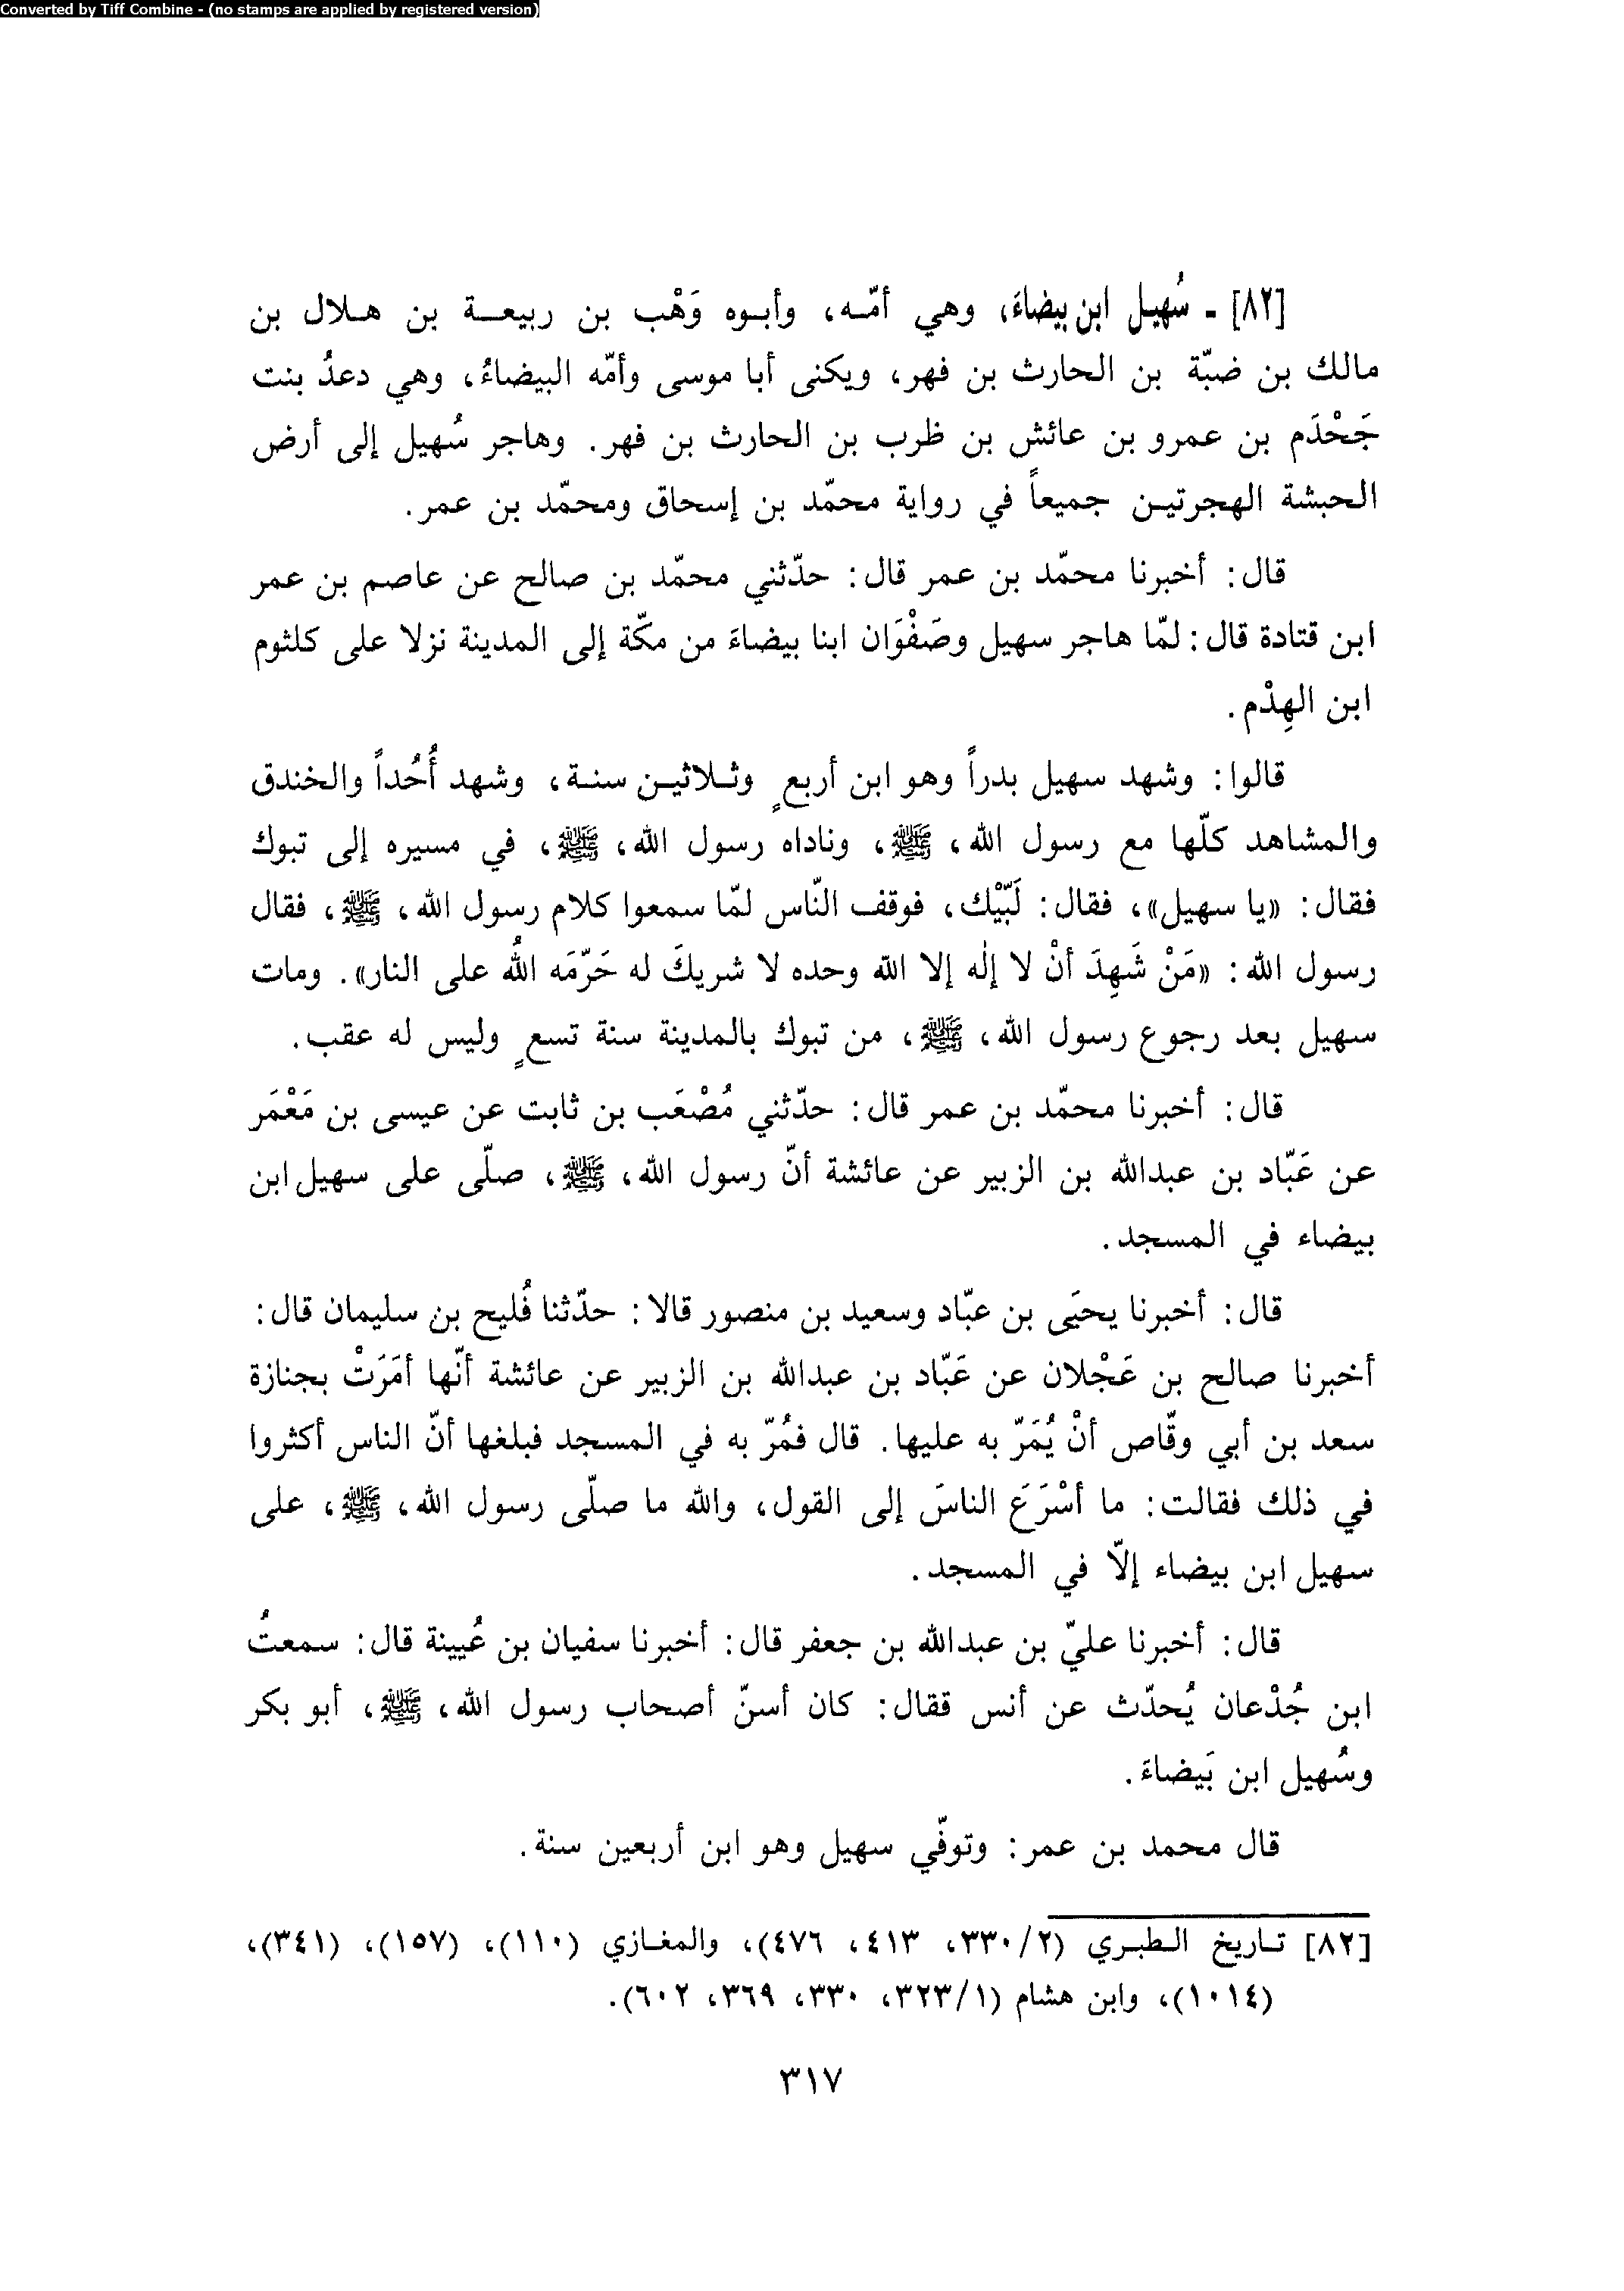 Converted by Tiff Combine - (no stamps are applied by registered version)
[٨٢] - سُهيل ابن بيضاءَ، وهي أمّه، وأبوه وَهْب بن ربيعة بن هلال بن
مالك بن ضبّة بن الحارث بن فهر، ويكنى أبا موسى وأمّه البيضاءُ، وهي دعدُ بنت
جَحْدَم بن عمرو بن عائش بن ظرب بن الحارث بن فهر. وهاجر سُهيل إلى أرض
الحبشة الهجرتين جميعاً في رواية محمّد بن إسحاق ومحمّد بن عمر.
قال: أخبرنا محمّد بن عمر قال: حدّثني محمّد بن صالح عن عاصم بن عمر
ابن قتادة قال: لمّا هاجر سهيل وصَفْوَان ابنا بيضاءَ من مكّة إلى المدينة نزلا على كلثوم
ابن الهِدْم.
قالوا: وشهد سهيل بدراً وهو ابن أربعٍ وثلاثين سنة، وشهد أُحُداً والخندق
والمشاهد كلّها مع رسول الله، ﷺ، وناداه رسول الله، ﷺ، في مسيره إلى تبوك
فقال: «يا سهيل»، فقال: لَبّيْك، فوقف النّاس لمّا سمعوا كلام رسول الله، ﷺ، فقال
رسول الله: «مَنْ شَهِدَ أنْ لا إلٰه إلا الله وحده لا شريكَ له حَرّمَه اللهُ على النار». ومات
سهيل بعد رجوع رسول الله، ﷺ، من تبوك بالمدينة سنة تسعٍ وليس له عقب.
قال: أخبرنا محمّد بن عمر قال: حدّثني مُصْعَب بن ثابت عن عيسى بن مَعْمَر
عن عَبّاد بن عبدالله بن الزبير عن عائشة أنّ رسول الله، ﷺ، صلّى على سهيل ابن
بيضاء في المسجد.
قال: أخبرنا يحيَى بن عبّاد وسعيد بن منصور قالا: حدّثنا فُليح بن سليمان قال:
أخبرنا صالح بن عَجْلان عن عَبّاد بن عبدالله بن الزبير عن عائشة أنّها أمَرَتْ بجنازة
سعد بن أبي وقّاص أنْ يُمَرّ به عليها. قال فمُرّ به في المسجد فبلغها أنّ الناس أكثروا
في ذلك فقالت: ما أسْرَعَ الناسَ إلى القول، والله ما صلّى رسول الله، ﷺ، على
سهيل ابن بيضاء إلّا في المسجد.
قال: أخبرنا عليّ بن عبدالله بن جعفر قال: أخبرنا سفيان بن عُيينة قال: سمعتُ
ابن جُدْعان يُحدّث عن أنس ققال: كان أسنّ أصحاب رسول الله، ﷺ، أبو بكر
وسُهيل ابن بَيضاءَ.
قال محمد بن عمر: وتوفّي سهيل وهو ابن أربعين سنة.
[٨٢] تاريخ الطبري (٢/ ٣٣٠، ٤١٣، ٤٧٦)، والمغازي (١١٠)، (١٥٧)، (٣٤١)،
(١٠١٤)، وابن هشام (١/ ٣٢٣، ٣٣٠، ٣٦٩، ٦٠٢).
٣١٧